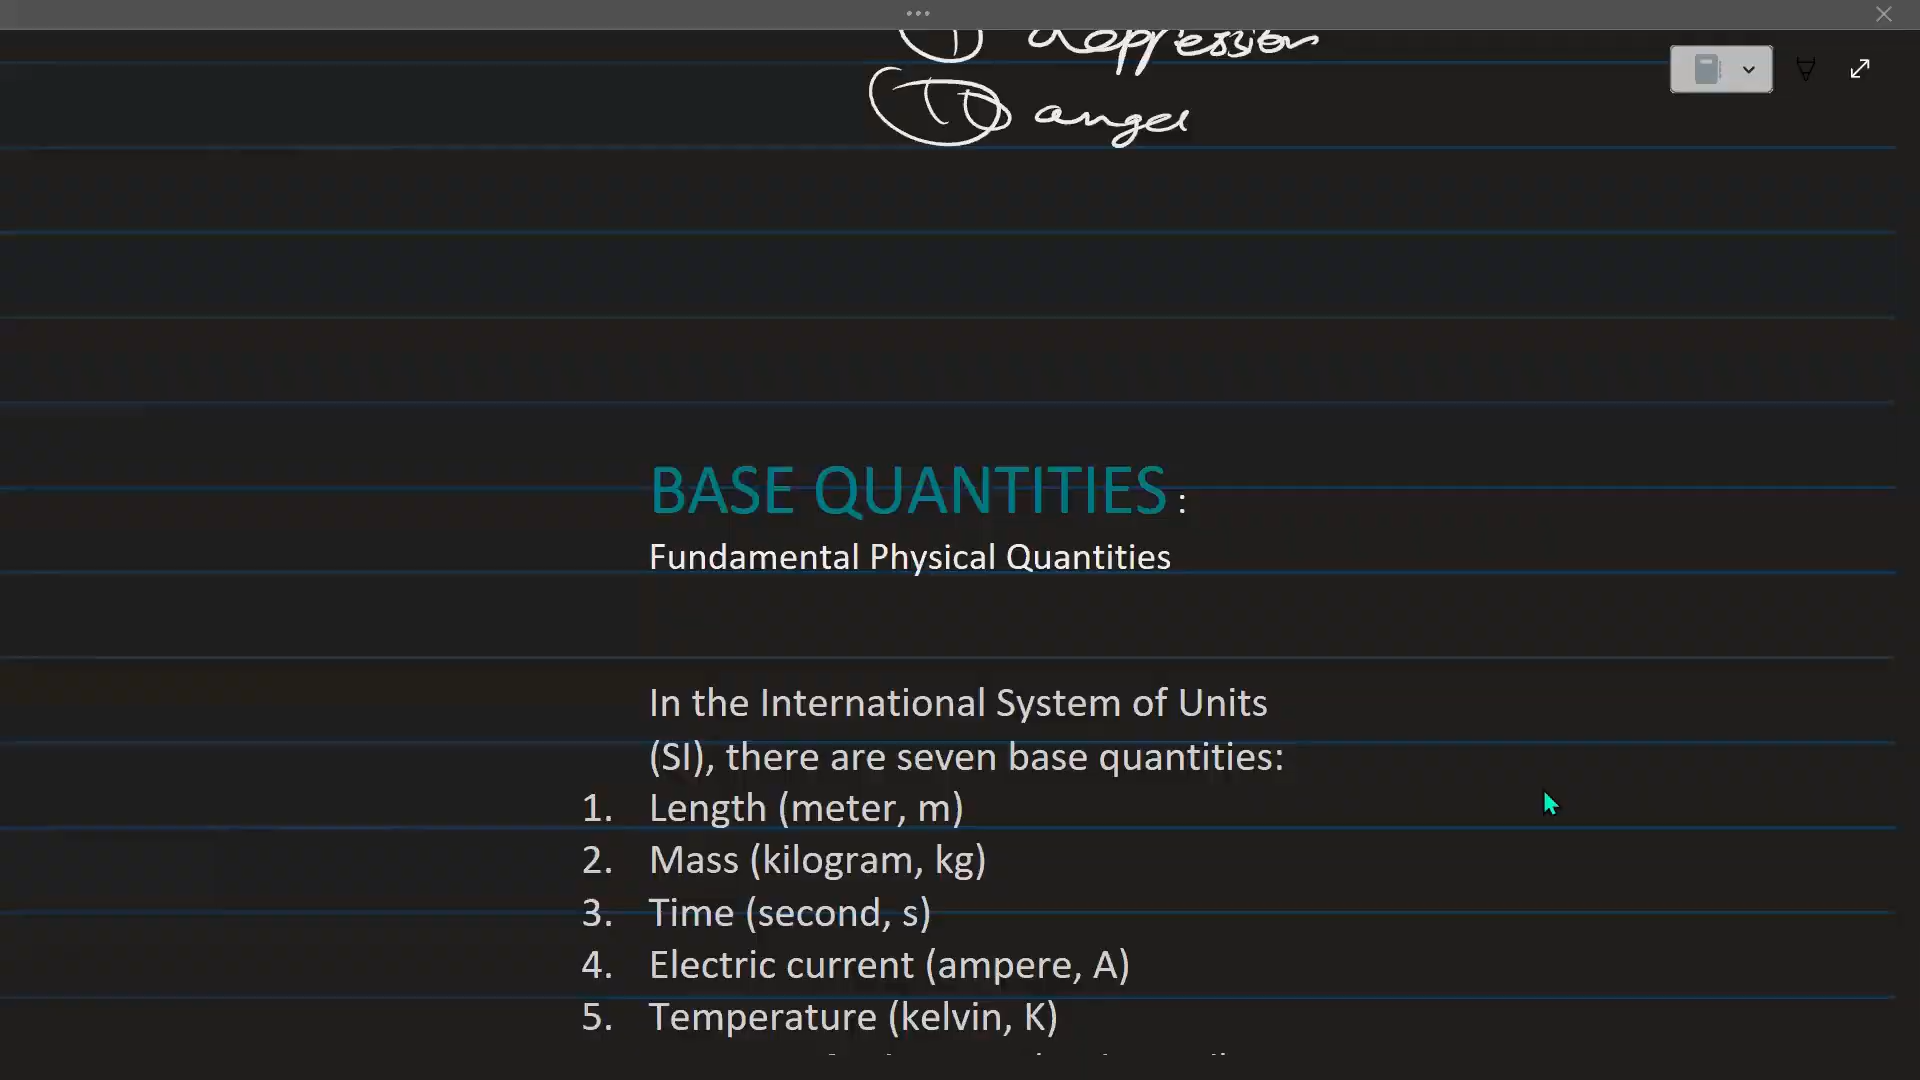 depression
BASE QUANTITIES :
Fundamental Physical Quantities
In the International System of Units
(SI), there are seven base quantities:
1. Length (meter, m)
2. Mass (kilogram, kg)
3. Time (second, s)
4. Electric current (ampere, A)
5. Temperature (kelvin, K)